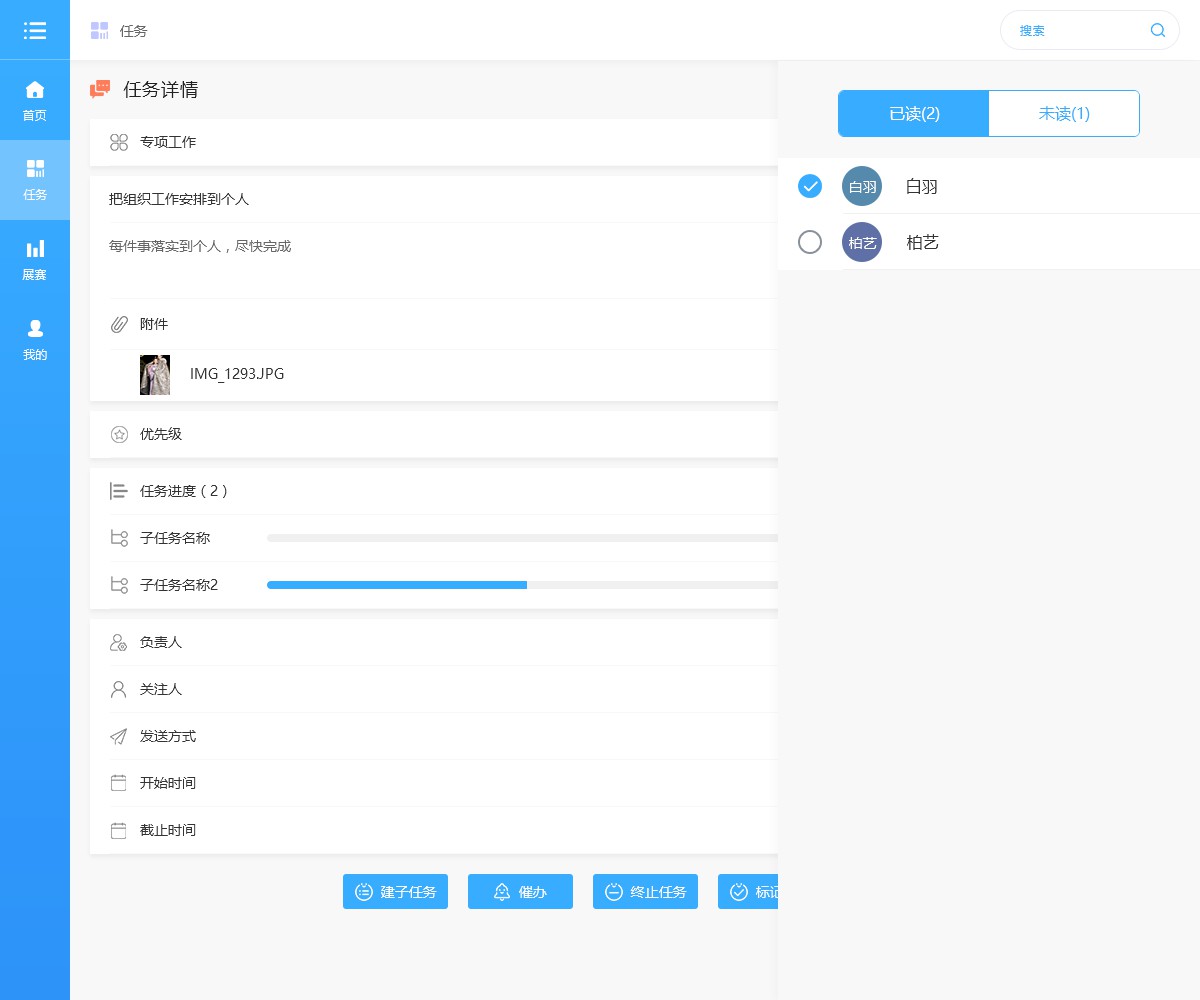 任务
搜索
首页
任务
展赛
我的
任务详情
专项工作
把组织工作安排到个人
每件事落实到个人，尽快完成
附件
IMG_1293.JPG
优先级
任务进度（2）
子任务名称
子任务名称2
负责人
关注人
发送方式
开始时间
截止时间
建子任务
催办
终止任务
标记
已读(2)
未读(1)
白羽
白羽
柏艺
柏艺